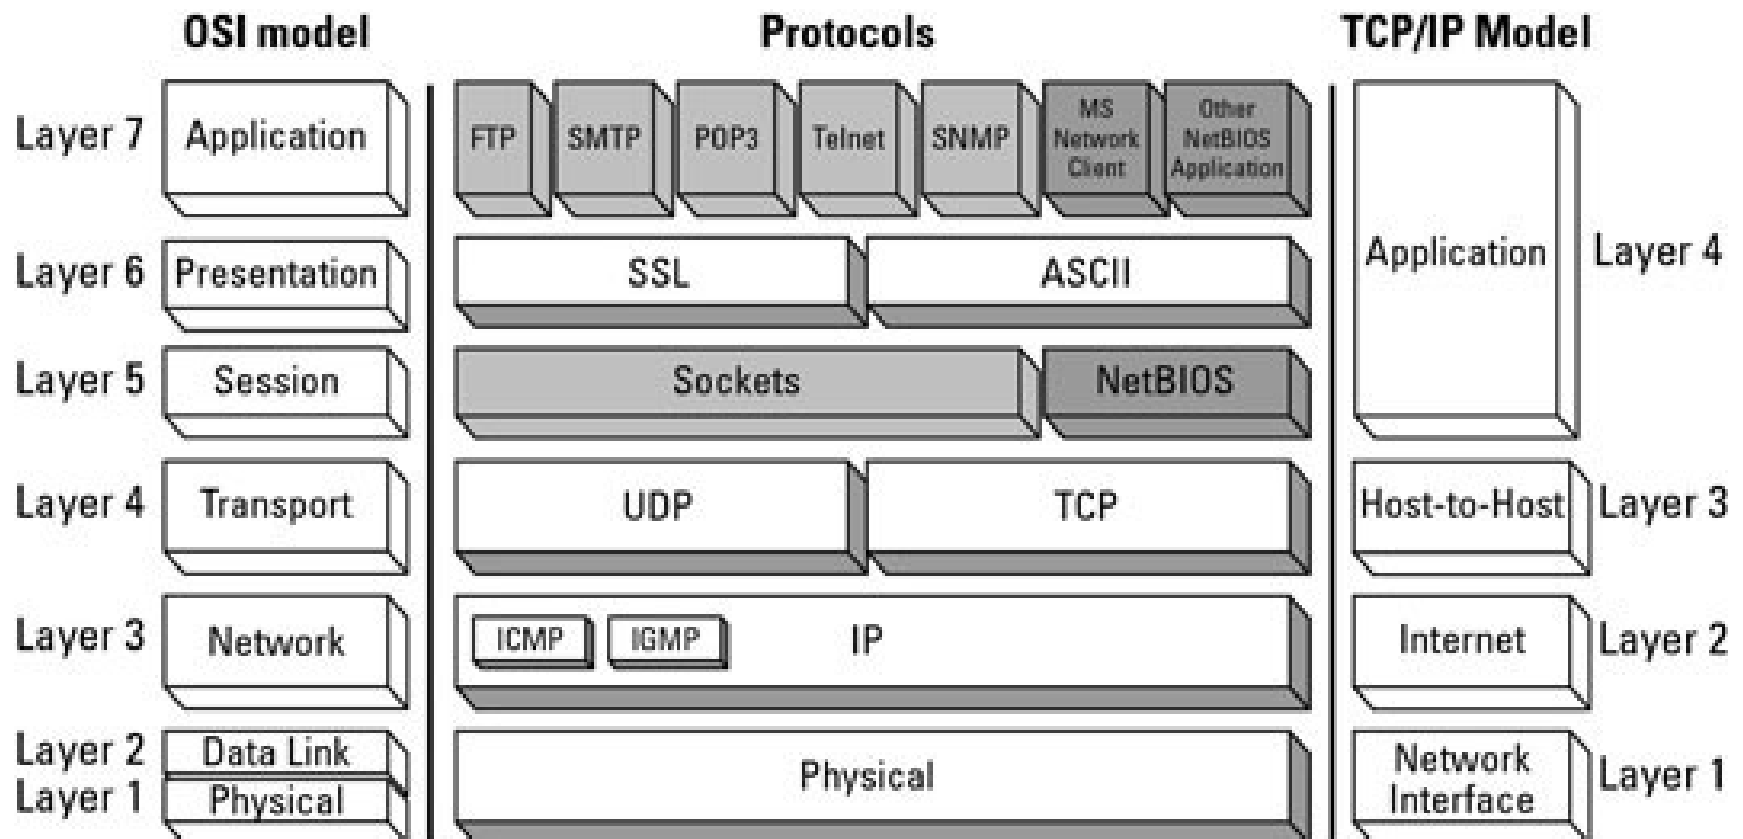 OSI model
Protocols
TCP/IP Model
Layer 7
Application
FTP
SMTP
POP3
Telnet
SNMP
MS
Network
Client
Other
NetBIOS
Application
Layer 6
Presentation
SSL
ASCII
Application
Layer 4
Layer 5
Session
Sockets
NetBIOS
Layer 4
Transport
UDP
TCP
Host-to-Host
Layer 3
Layer 3
Network
ICMP
IGMP
IP
Internet
Layer 2
Layer 2
Data Link
Layer 1
Physical
Physical
Network
Interface
Layer 1